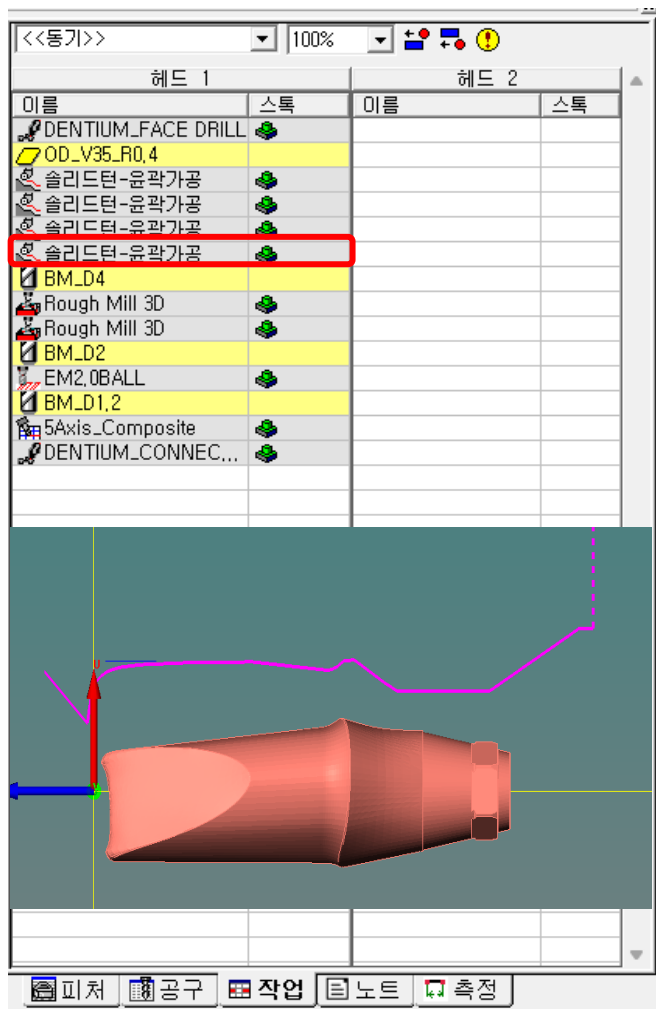 <<동기>> 100%
헤드 1 헤드 2
이름 스톡 이름 스톡
DENTIUM_FACE DRILL
OD_V35_R0,4
솔리드턴-윤곽가공
솔리드턴-윤곽가공
솔리드턴-윤곽가공
솔리드턴-윤곽가공
BM_D4
Rough Mill 3D
Rough Mill 3D
BM_D2
EM2,0BALL
BM_D1,2
5Axis_Composite
DENTIUM_CONNEC...
피처 공구 작업 노트 측정